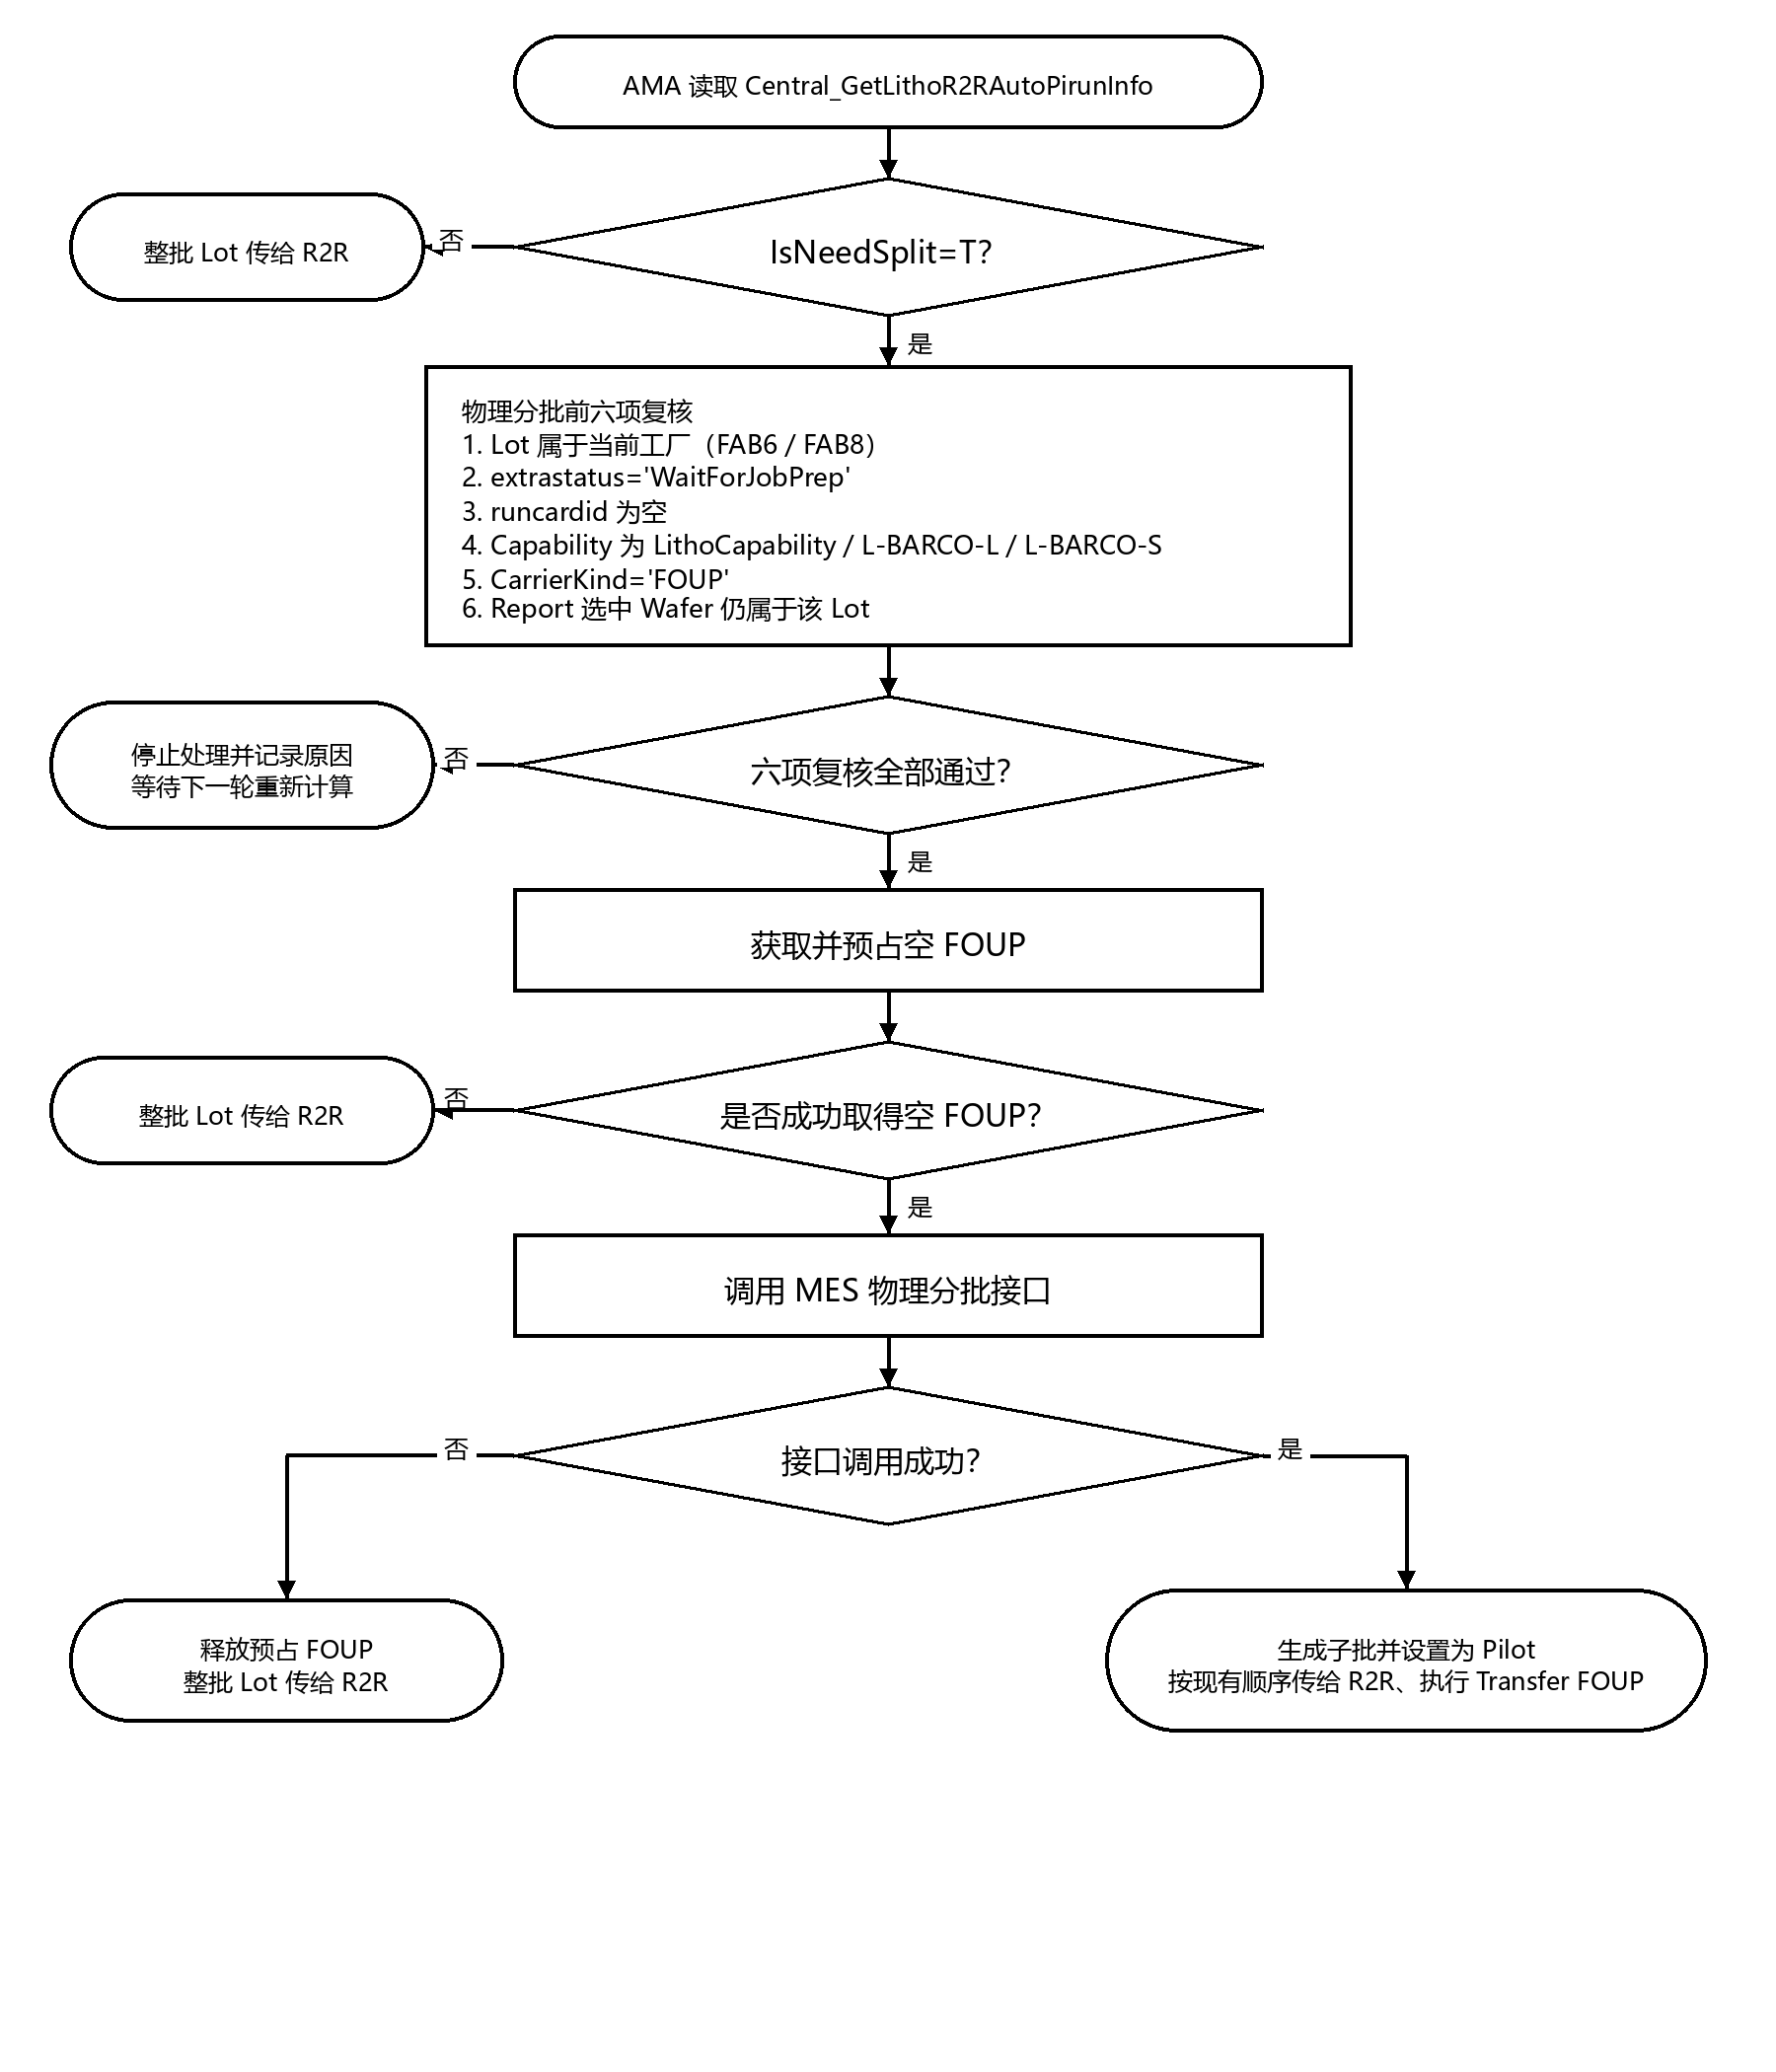 AMA 读取 Central_GetLithoR2RAutoPirunInfo
IsNeedSplit=T?
否
整批 Lot 传给 R2R
是
物理分批前六项复核
1. Lot 属于当前工厂（FAB6 / FAB8）
2. extrastatus='WaitForJobPrep'
3. runcardid 为空
4. Capability 为 LithoCapability / L-BARCO-L / L-BARCO-S
5. CarrierKind='FOUP'
6. Report 选中 Wafer 仍属于该 Lot
六项复核全部通过?
否
停止处理并记录原因
等待下一轮重新计算
是
获取并预占空 FOUP
是否成功取得空 FOUP?
否
整批 Lot 传给 R2R
是
调用 MES 物理分批接口
接口调用成功?
否
是
释放预占 FOUP
整批 Lot 传给 R2R
生成子批并设置为 Pilot
按现有顺序传给 R2R、执行 Transfer FOUP